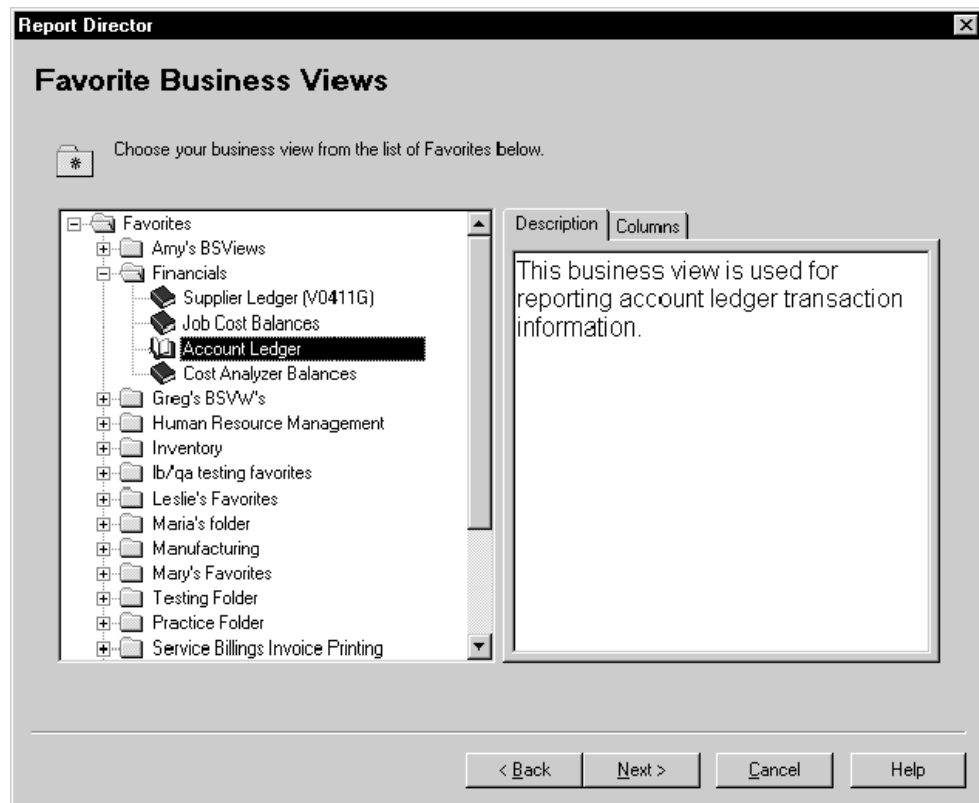 Report Director
Favorite Business Views
Choose your business view from the list of Favorites below.
Favorites
Amy's BSViews
Financials
Supplier Ledger (V0411G)
Job Cost Balances
Account Ledger
Cost Analyzer Balances
Greg's BSVW's
Human Resource Management
Inventory
lb/qa testing favorites
Leslie's Favorites
Maria's folder
Manufacturing
Mary's Favorites
Testing Folder
Practice Folder
Service Billings Invoice Printing
Description
Columns
This business view is used for
reporting account ledger transaction
information.
< Back
Next >
Cancel
Help